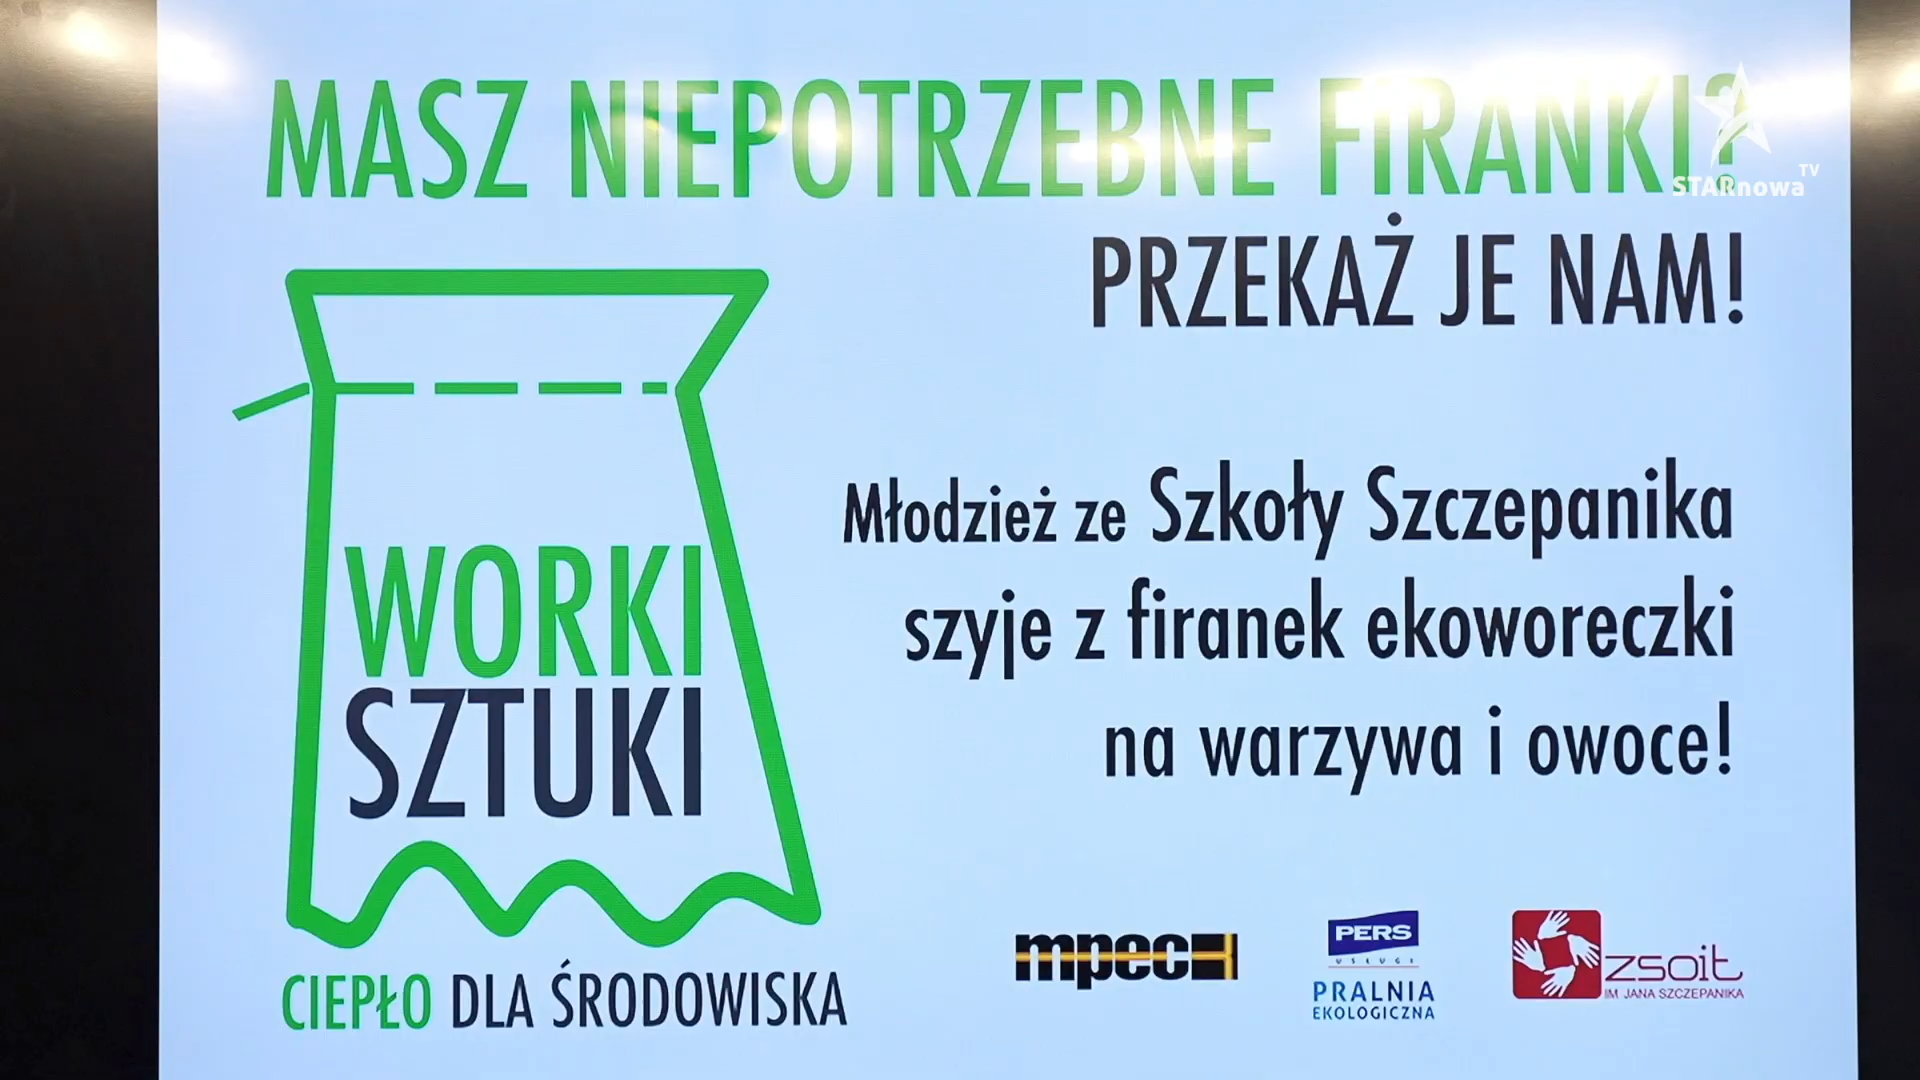 MASZ NIEPOTRZEBNE FIRANKI?
STARnowa TV
PRZEKAŻ JE NAM!
WORKI
SZTUKI
CIEPŁO DLA ŚRODOWISKA
Młodzież ze Szkoły Szczepanika
szyje z firanek ekoworeczki
na warzywa i owoce!
mpec
PERS
USŁUGI
PRALNIA
EKOLOGICZNA
zsoit
IM JANA SZCZEPANIKA